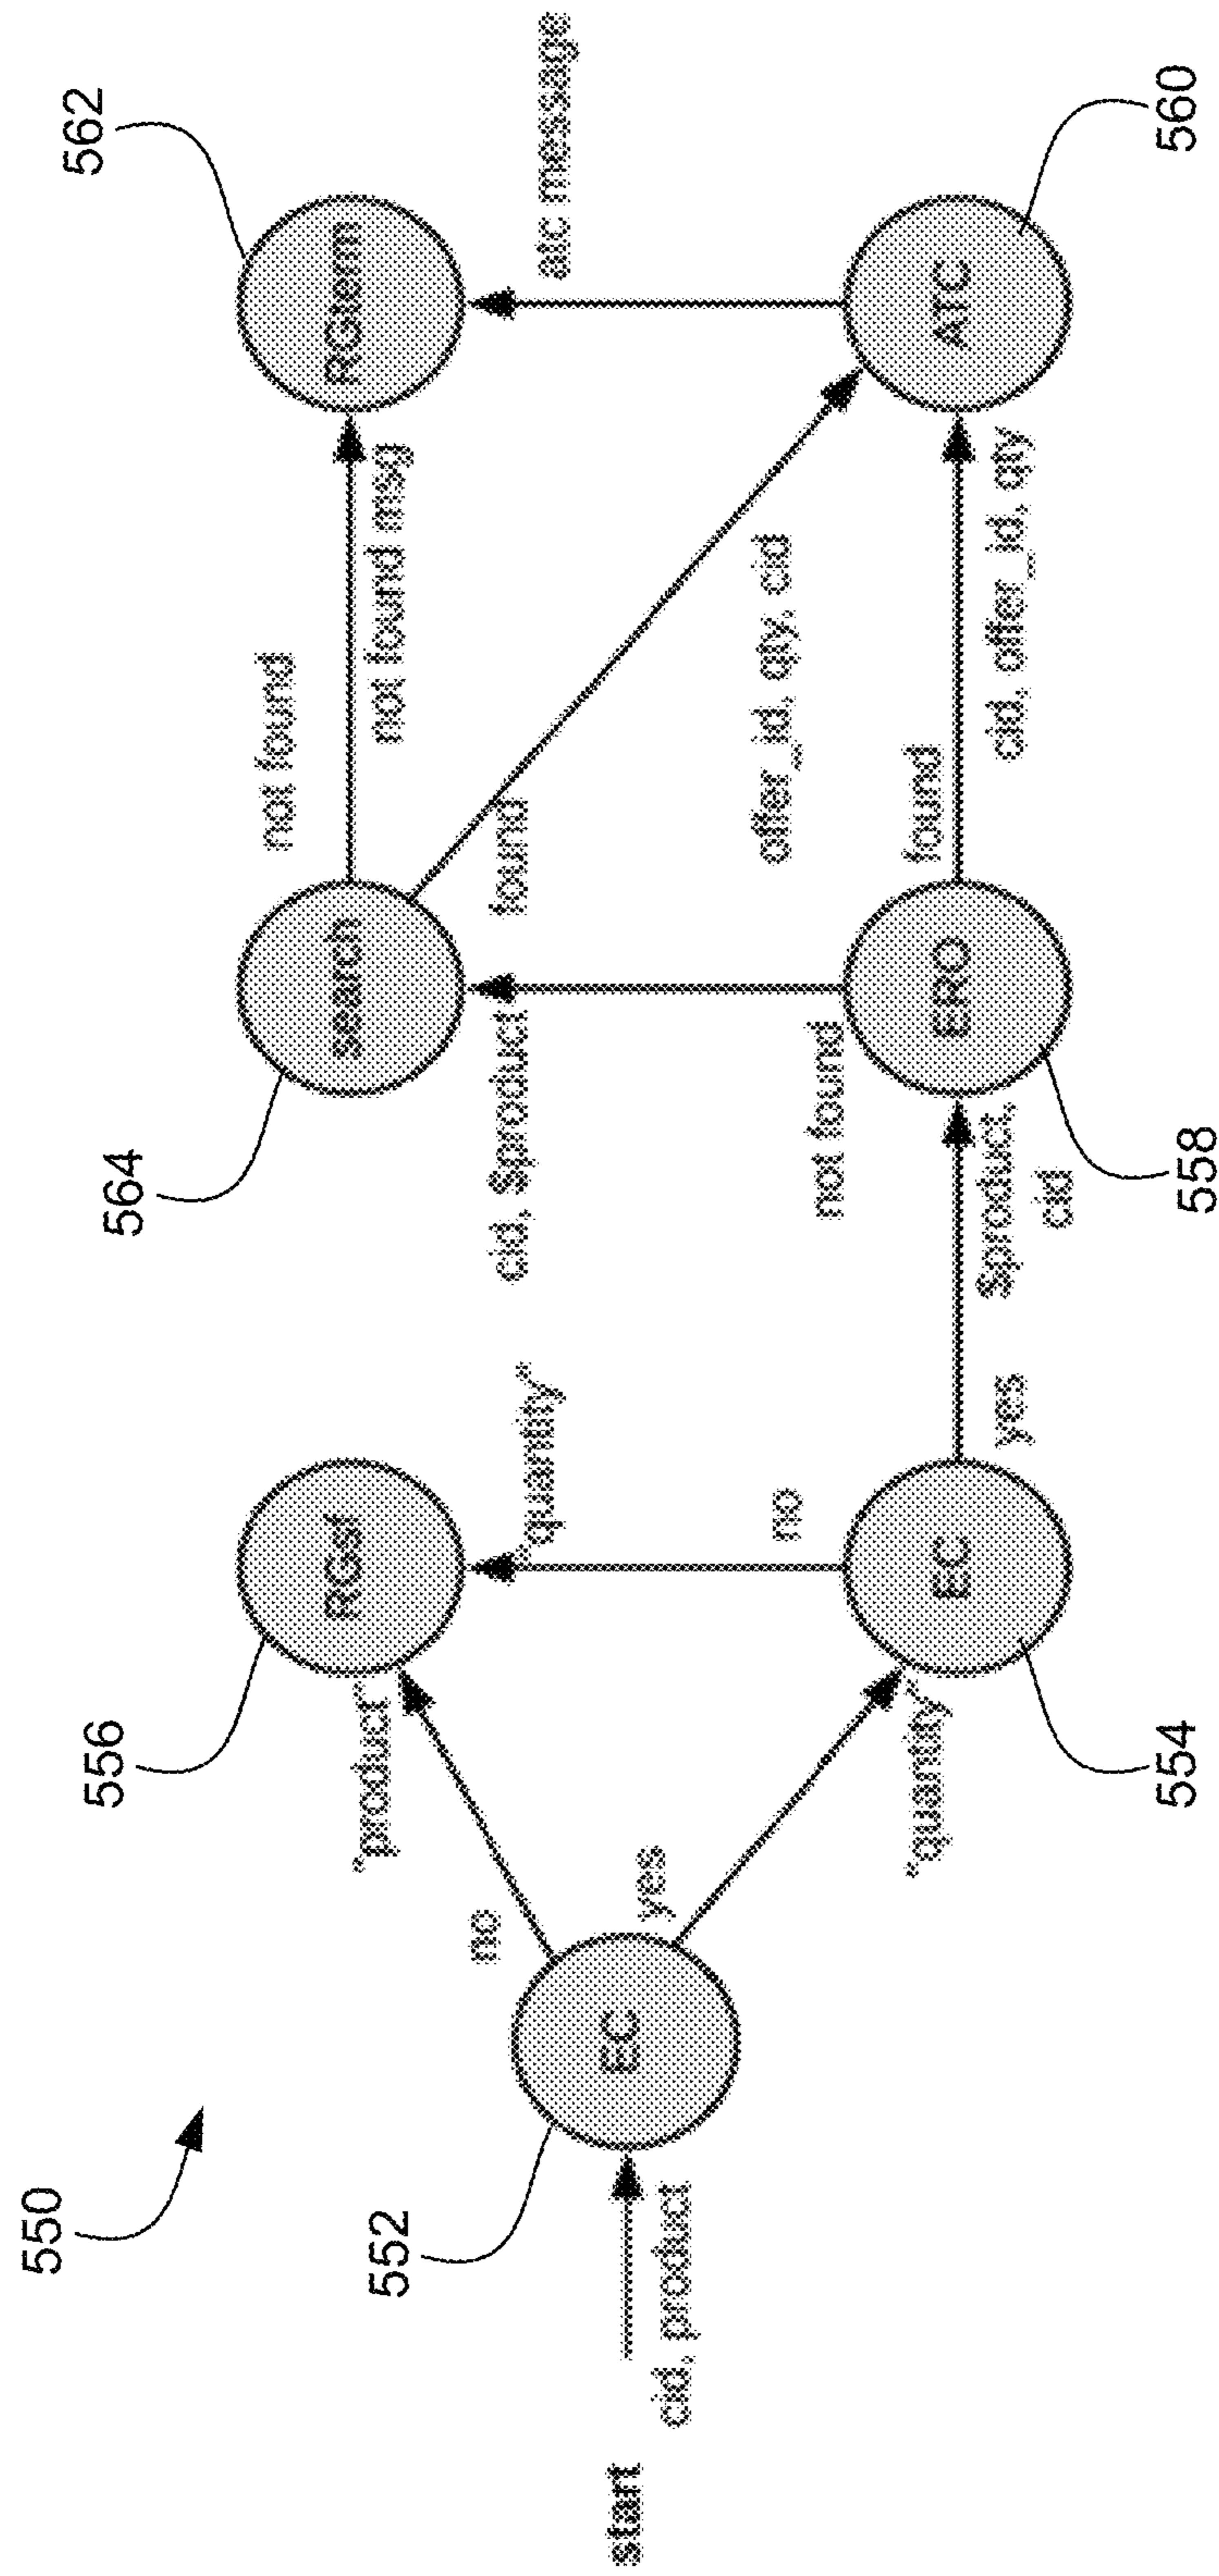 550
start
cid, product
552
EC
no
"product"
yes
"quantity"
556
RGsf
"quantity"
no
554
EC
yes
$product,
cid
558
ERO
not found
cid, $product
564
search
not found
not found msg
found
offer_id, qty, cid
found
cid, offer_id, qty
560
ATC
atc message
562
RGterm